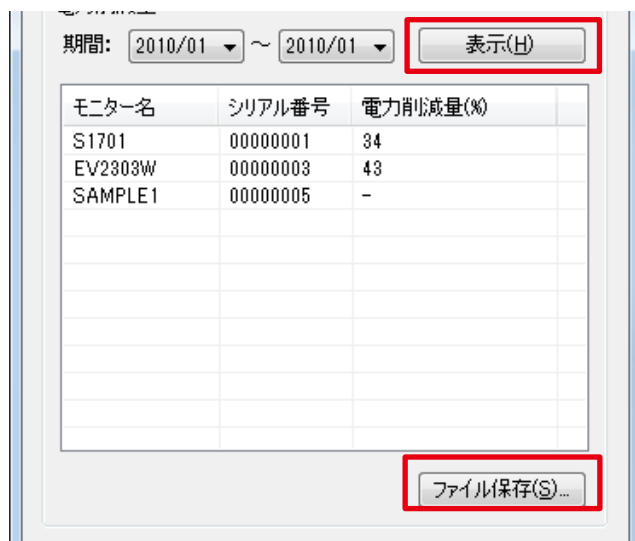 期間: 2010/01 ～ 2010/01 表示(H)
モニター名 シリアル番号 電力削減量(%)
S1701 00000001 34
EV2303W 00000003 43
SAMPLE1 00000005 -
ファイル保存(S)...